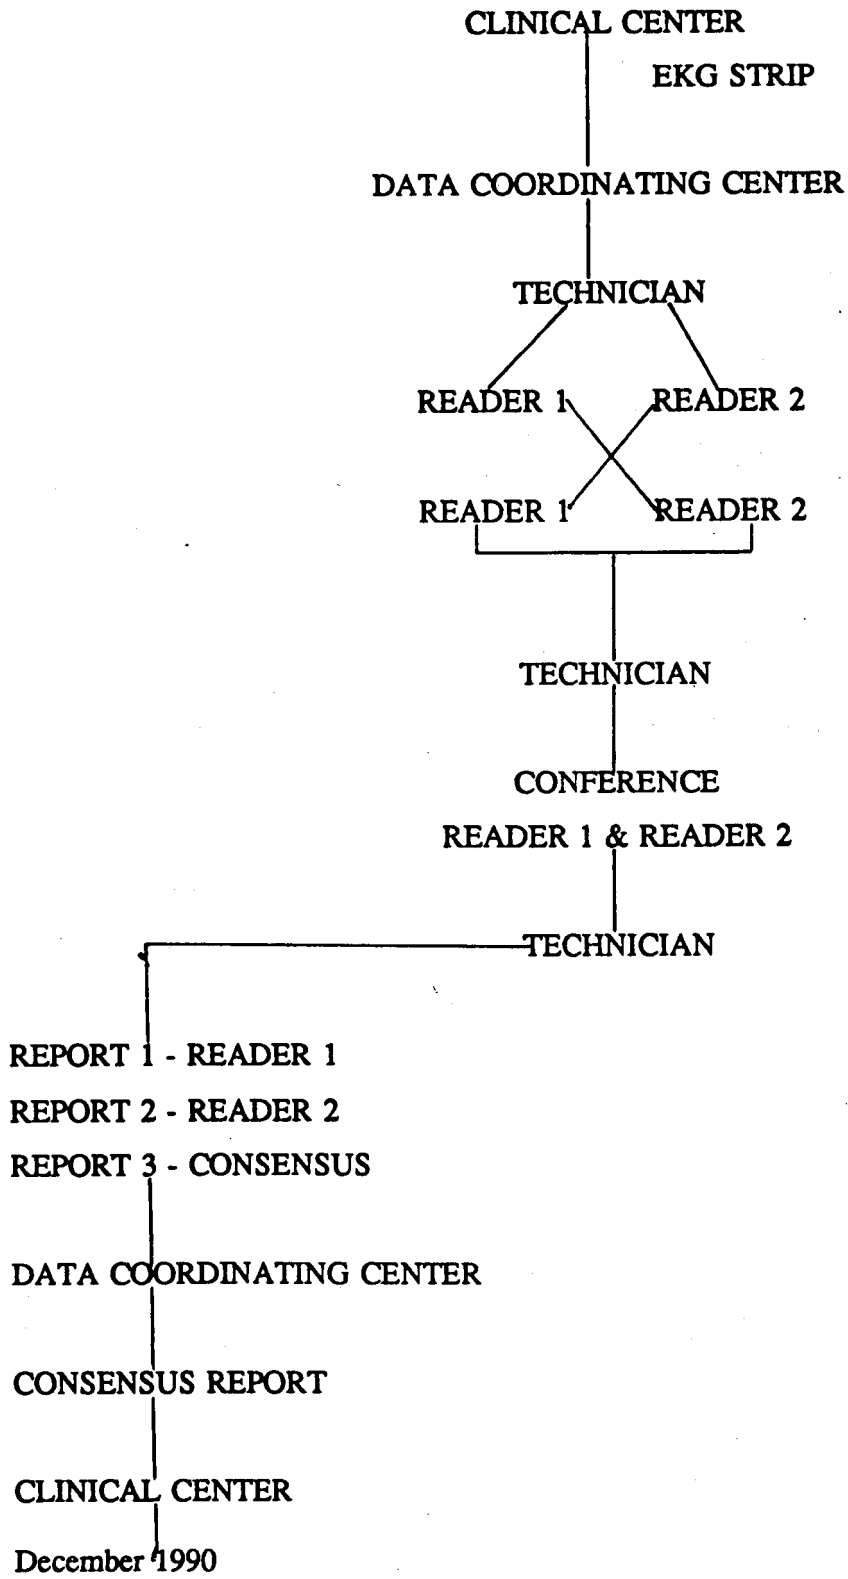 CLINICAL CENTER
EKG STRIP
DATA COORDINATING CENTER
TECHNICIAN
READER 1 READER 2
READER 1 READER 2
TECHNICIAN
CONFERENCE
READER 1 & READER 2
TECHNICIAN
REPORT 1 - READER 1
REPORT 2 - READER 2
REPORT 3 - CONSENSUS
DATA COORDINATING CENTER
CONSENSUS REPORT
CLINICAL CENTER
December 1990